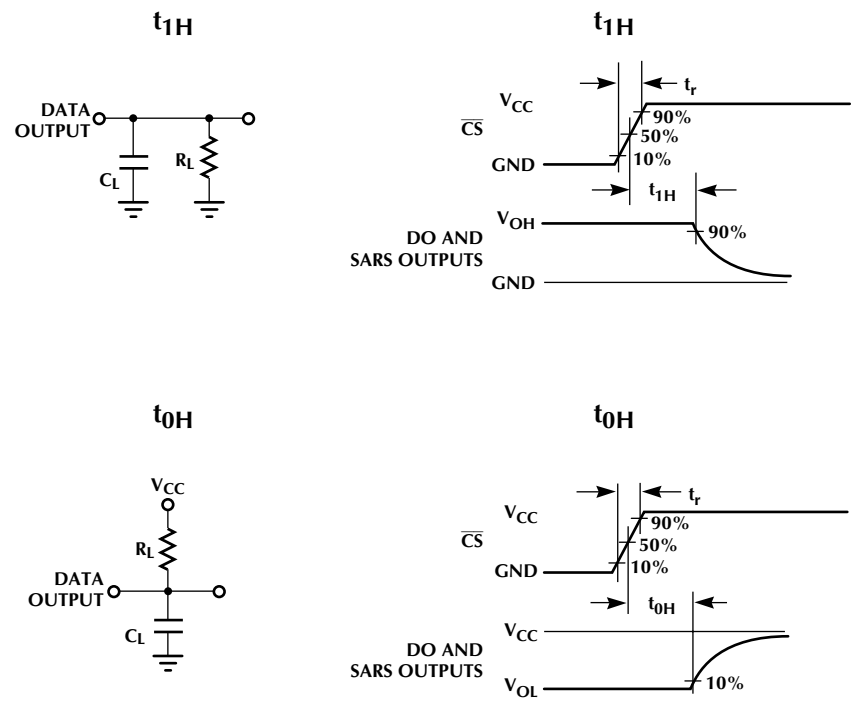 t1H
t1H
DATA
OUTPUT
CL
RL
tr
VCC
CS
GND
90%
50%
10%
t1H
VOH
DO AND
SARS OUTPUTS
GND
90%
t0H
t0H
VCC
RL
DATA
OUTPUT
CL
tr
VCC
CS
GND
90%
50%
10%
t0H
VCC
DO AND
SARS OUTPUTS
VOL
10%